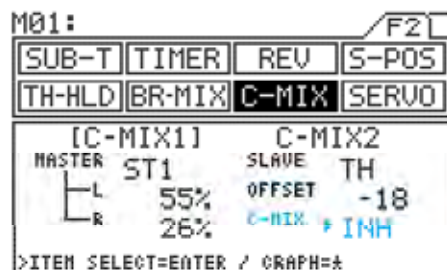 M01: F2
SUB-T TIMER REV S-POS
TH-HLD BR-MIX C-MIX SERVO
[C-MIX1] C-MIX2
MASTER ST1 SLAVE TH
L 55% OFFSET -18
R 26% C-MIX INH
>ITEM SELECT=ENTER / GRAPH=